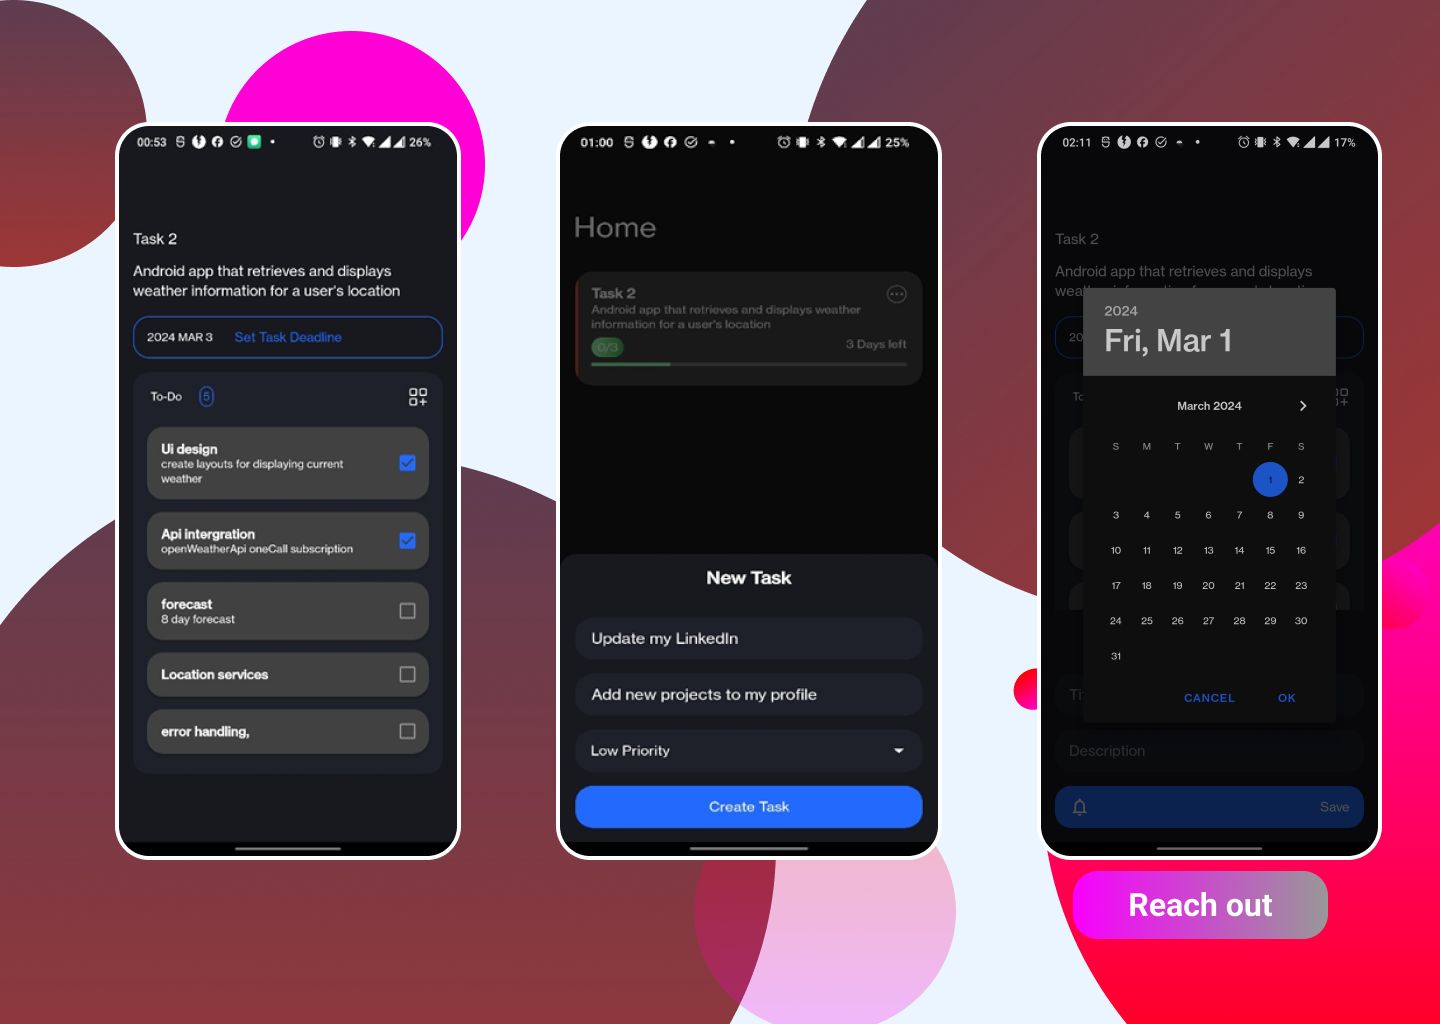 00:53
26%
Task 2
Android app that retrieves and displays
weather information for a user's location
2024 MAR 3 Set Task Deadline
To-Do 5
Ui design
create layouts for displaying current
weather
Api intergration
openWeatherApi oneCall subscription
forecast
8 day forecast
Location services
error handling,
01:00
25%
Home
Task 2
Android app that retrieves and displays weather
information for a user's location
0/3
3 Days left
New Task
Update my LinkedIn
Add new projects to my profile
Low Priority
Create Task
02:11
17%
Task 2
Android app that retrieves and displays
2024
Fri, Mar 1
March 2024
S M T W T F S
1 2
3 4 5 6 7 8 9
10 11 12 13 14 15 16
17 18 19 20 21 22 23
24 25 26 27 28 29 30
31
CANCEL OK
Description
Save
Reach out